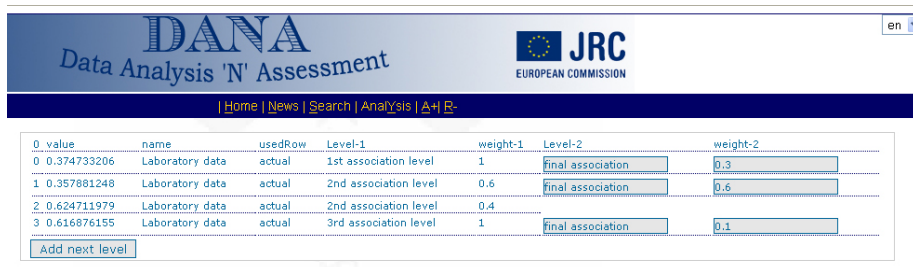 DANA
Data Analysis 'N' Assessment
JRC
EUROPEAN COMMISSION
en
| Home | News | Search | AnalYsis | A+| R-
0 value name usedRow Level-1 weight-1 Level-2 weight-2
0 0.374733206 Laboratory data actual 1st association level 1 final association 0.3
1 0.357881248 Laboratory data actual 2nd association level 0.6 final association 0.6
2 0.624711979 Laboratory data actual 2nd association level 0.4
3 0.616876155 Laboratory data actual 3rd association level 1 final association 0.1
Add next level